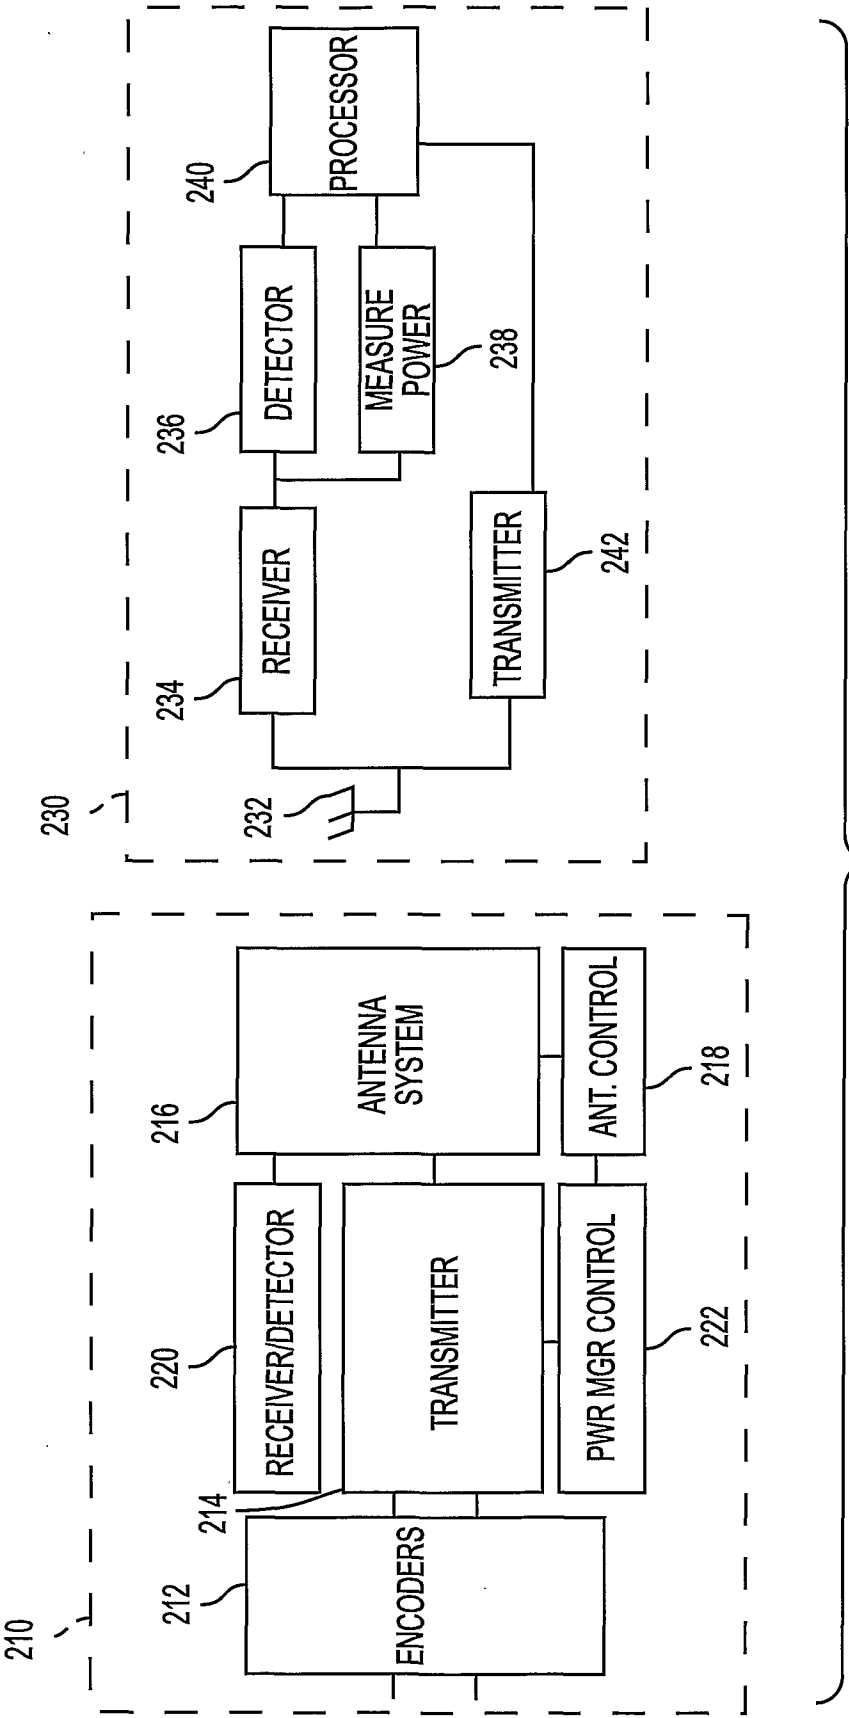 210
212
ENCODERS
214
TRANSMITTER
220
RECEIVER/DETECTOR
PWR MGR CONTROL
222
216
ANTENNA
SYSTEM
ANT. CONTROL
218
230
232
234
RECEIVER
TRANSMITTER
242
236
DETECTOR
MEASURE
POWER
238
240
PROCESSOR